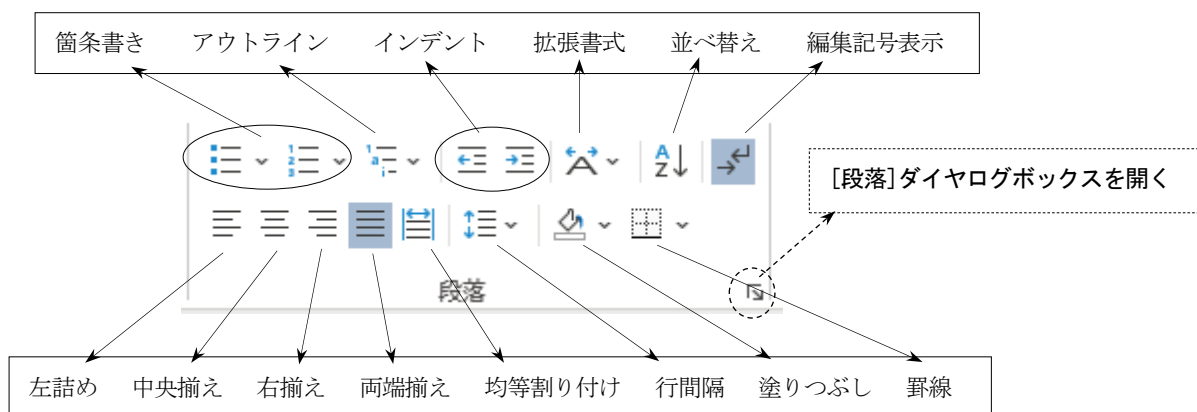 箇条書き アウトライン インデント 拡張書式 並べ替え 編集記号表示
[段落]ダイヤログボックスを開く
段落
左詰め 中央揃え 右揃え 両端揃え 均等割り付け 行間隔 塗りつぶし 罫線